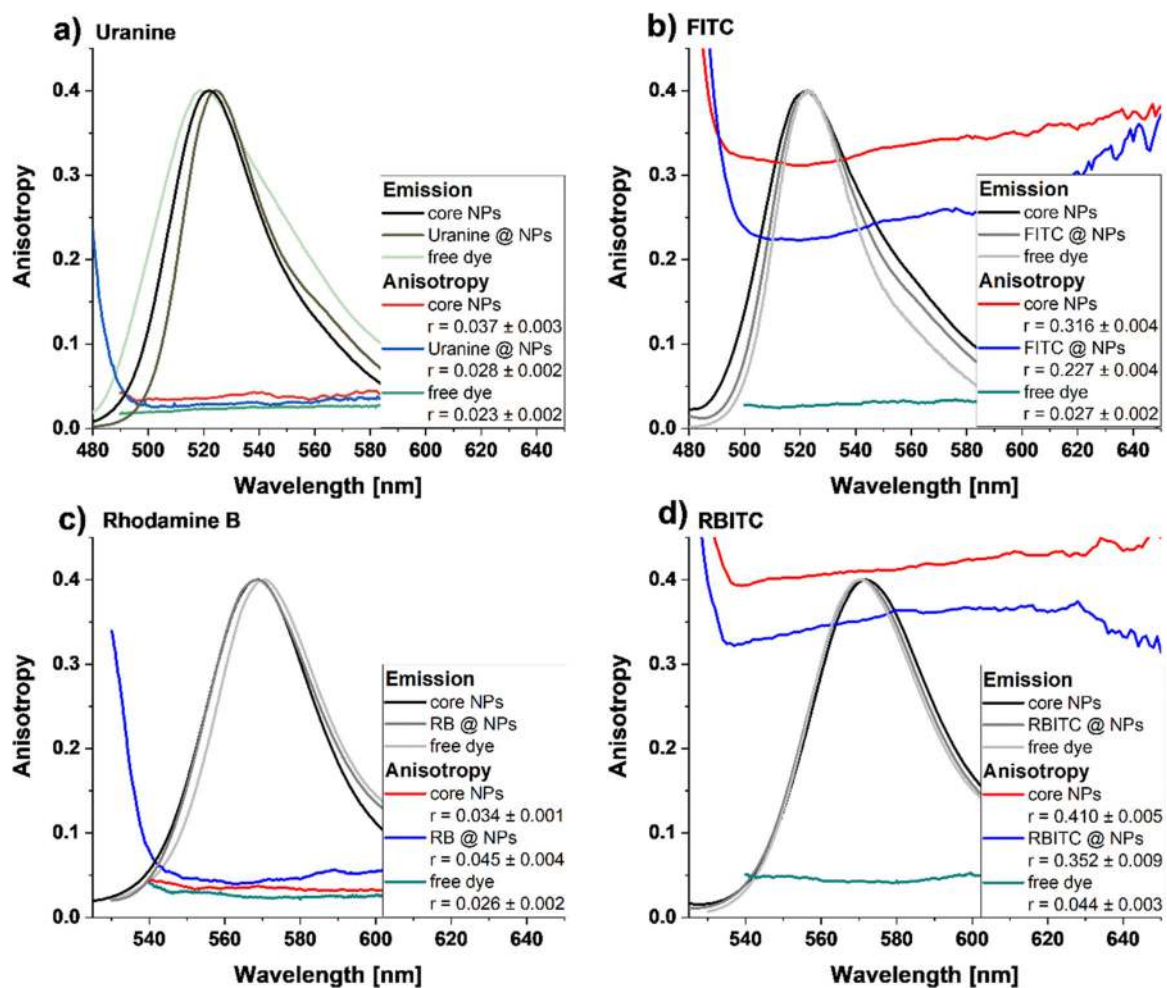 a) Uranine
Anisotropy
0.4
0.3
0.2
0.1
0.0
480 500 520 540 560 580 600 620 640
Wavelength [nm]
Emission
core NPs
Uranine @ NPs
free dye
Anisotropy
core NPs
r = 0.037 ± 0.003
Uranine @ NPs
r = 0.028 ± 0.002
free dye
r = 0.023 ± 0.002
b) FITC
Anisotropy
0.4
0.3
0.2
0.1
0.0
480 500 520 540 560 580 600 620 640
Wavelength [nm]
Emission
core NPs
FITC @ NPs
free dye
Anisotropy
core NPs
r = 0.316 ± 0.004
FITC @ NPs
r = 0.227 ± 0.004
free dye
r = 0.027 ± 0.002
c) Rhodamine B
Anisotropy
0.4
0.3
0.2
0.1
0.0
540 560 580 600 620 640
Wavelength [nm]
Emission
core NPs
RB @ NPs
free dye
Anisotropy
core NPs
r = 0.034 ± 0.001
RB @ NPs
r = 0.045 ± 0.004
free dye
r = 0.026 ± 0.002
d) RBITC
Anisotropy
0.4
0.3
0.2
0.1
0.0
540 560 580 600 620 640
Wavelength [nm]
Emission
core NPs
RBITC @ NPs
free dye
Anisotropy
core NPs
r = 0.410 ± 0.005
RBITC @ NPs
r = 0.352 ± 0.009
free dye
r = 0.044 ± 0.003